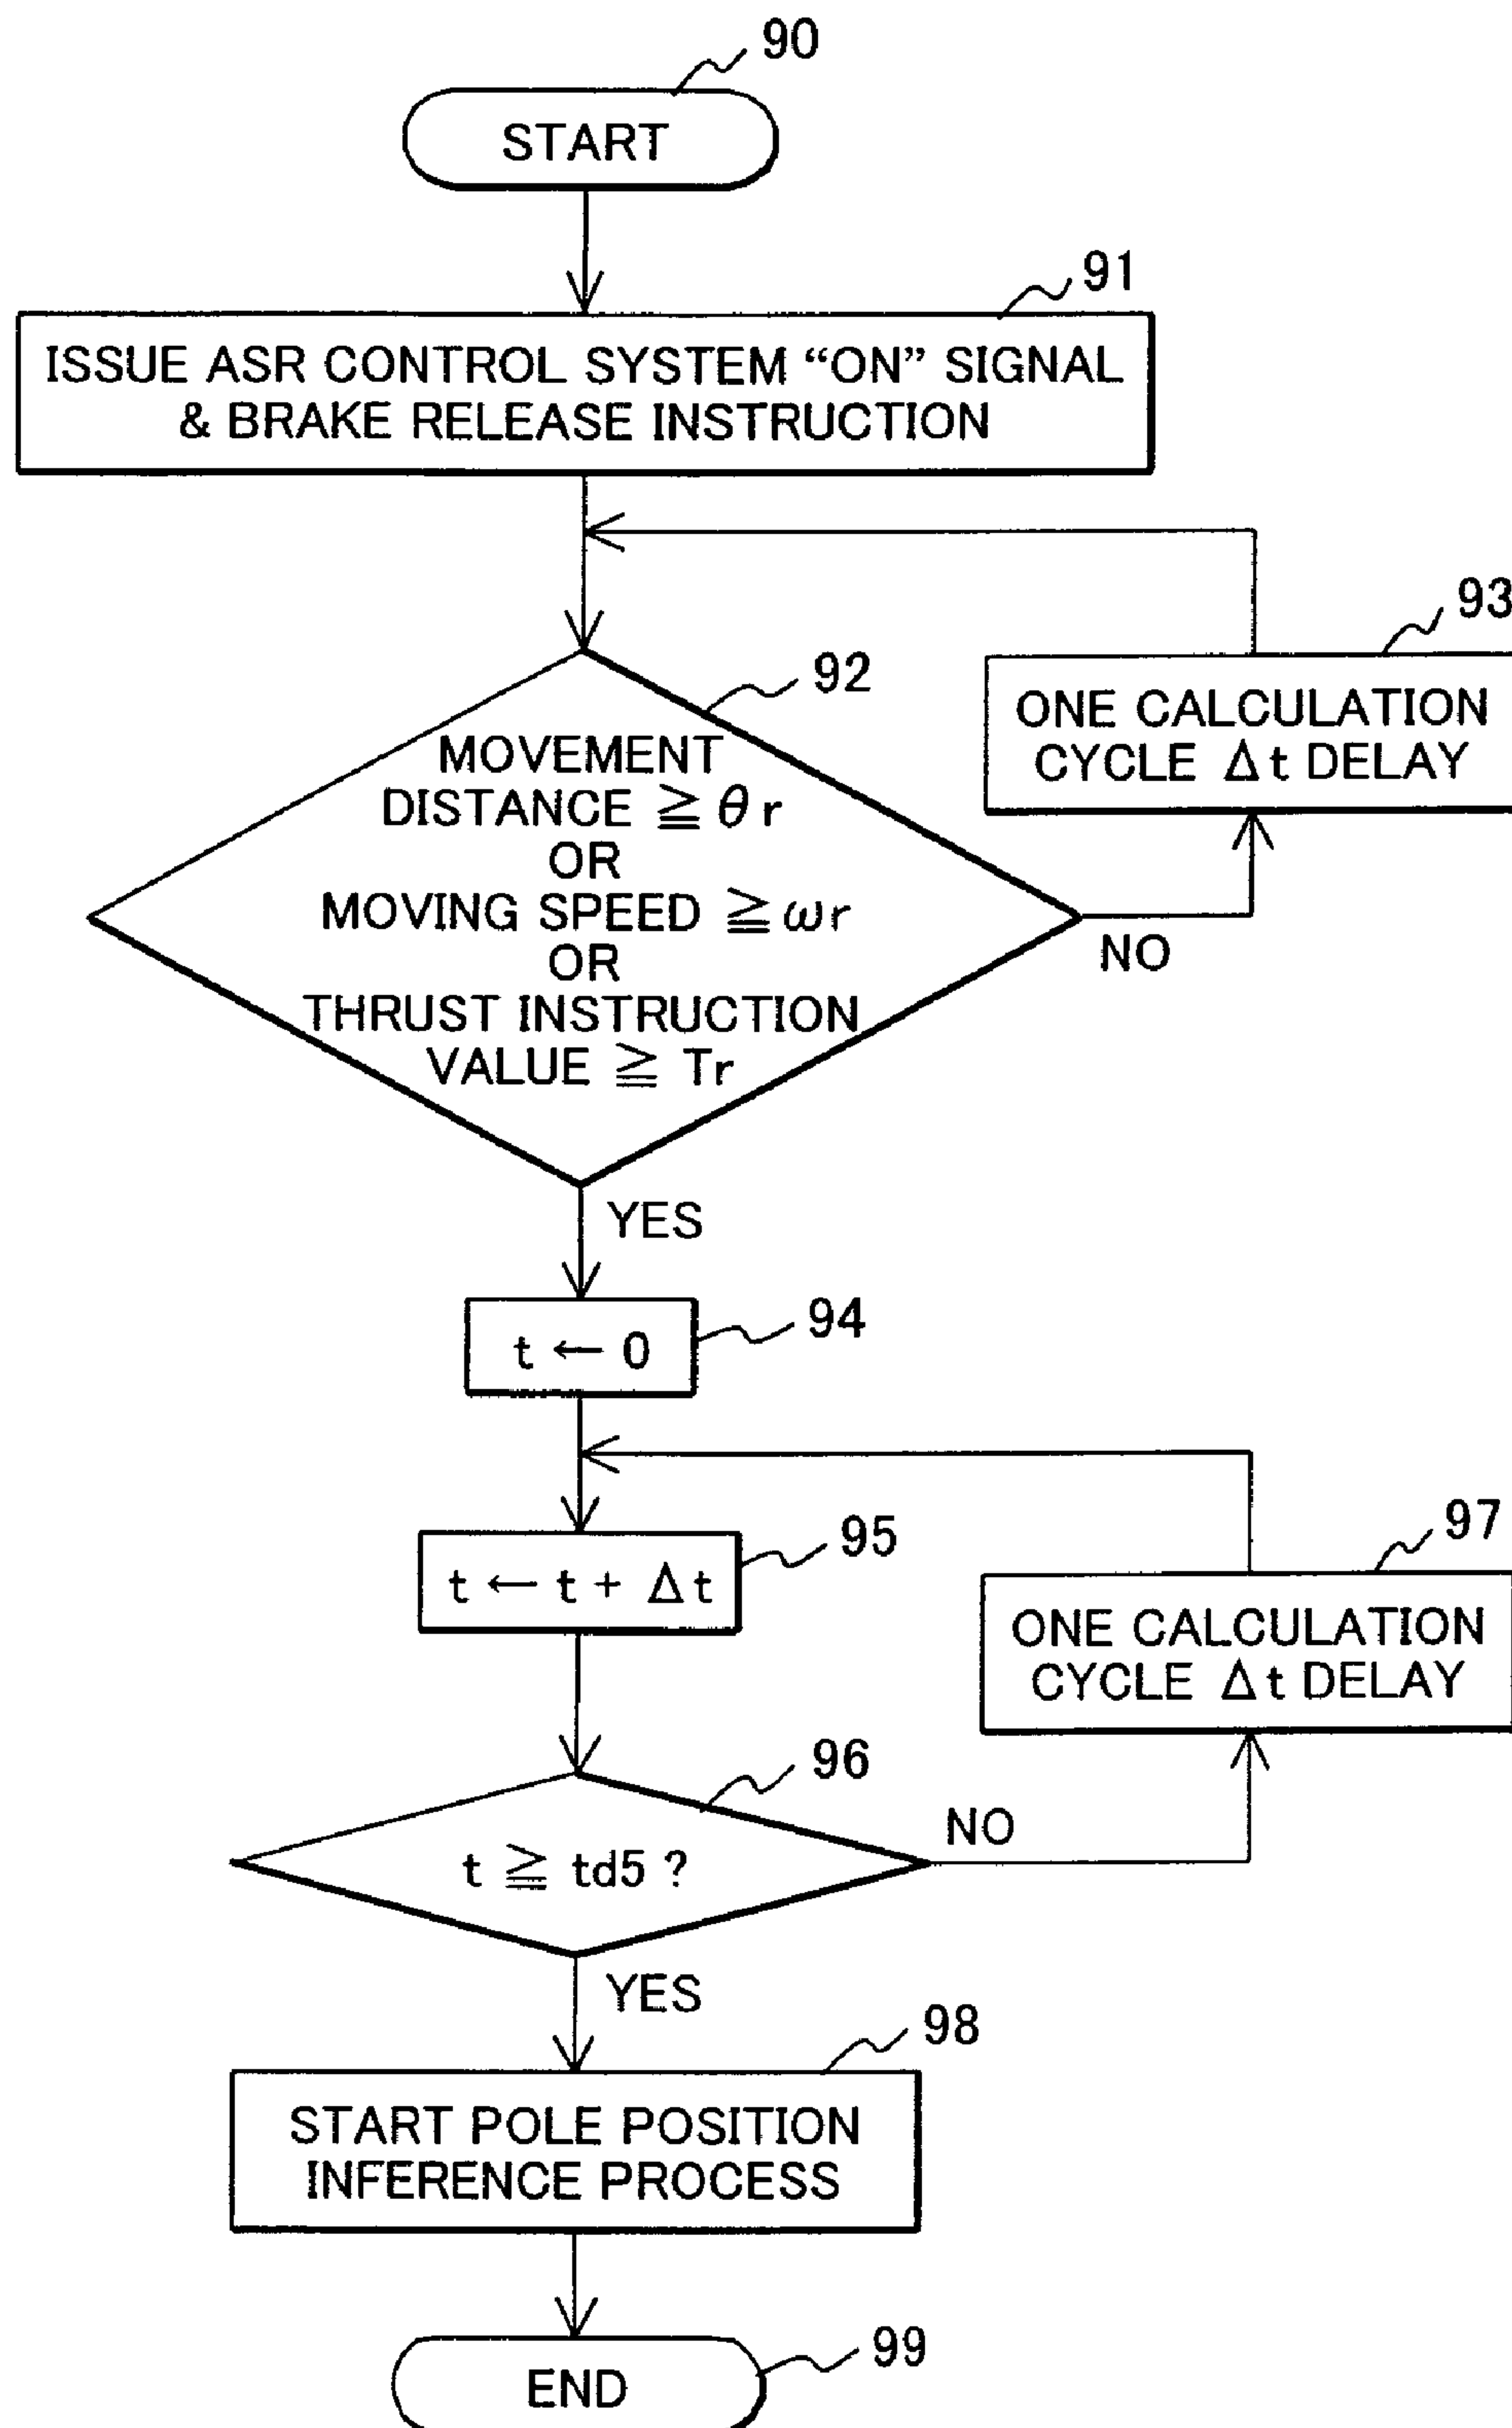 90
START
91
ISSUE ASR CONTROL SYSTEM “ON” SIGNAL
& BRAKE RELEASE INSTRUCTION
93
92
ONE CALCULATION
CYCLE Δt DELAY
MOVEMENT
DISTANCE ≧ θr
OR
MOVING SPEED ≧ ωr
OR
THRUST INSTRUCTION
VALUE ≧ Tr
NO
YES
94
t ← 0
95
t ← t + Δt
97
ONE CALCULATION
CYCLE Δt DELAY
96
t ≧ td5 ?
NO
YES
98
START POLE POSITION
INFERENCE PROCESS
99
END